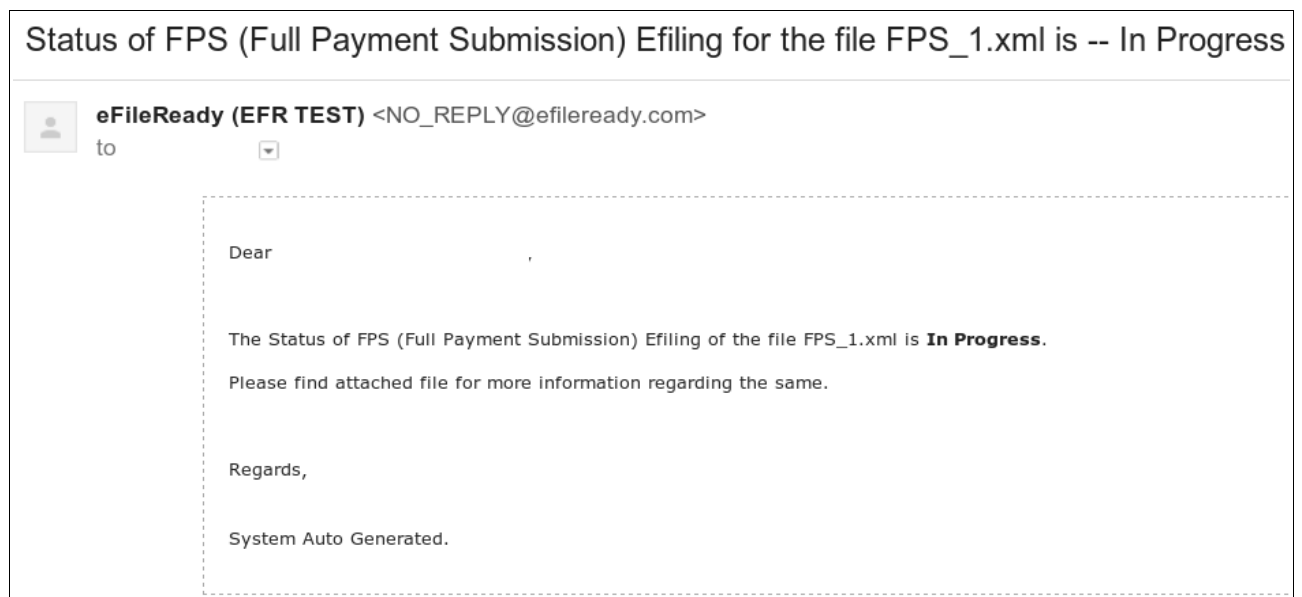 Status of FPS (Full Payment Submission) Efiling for the file FPS_1.xml is -- In Progress
eFileReady (EFR TEST) <NO_REPLY@efileready.com>
to
Dear ,
The Status of FPS (Full Payment Submission) Efiling of the file FPS_1.xml is In Progress.
Please find attached file for more information regarding the same.
Regards,
System Auto Generated.